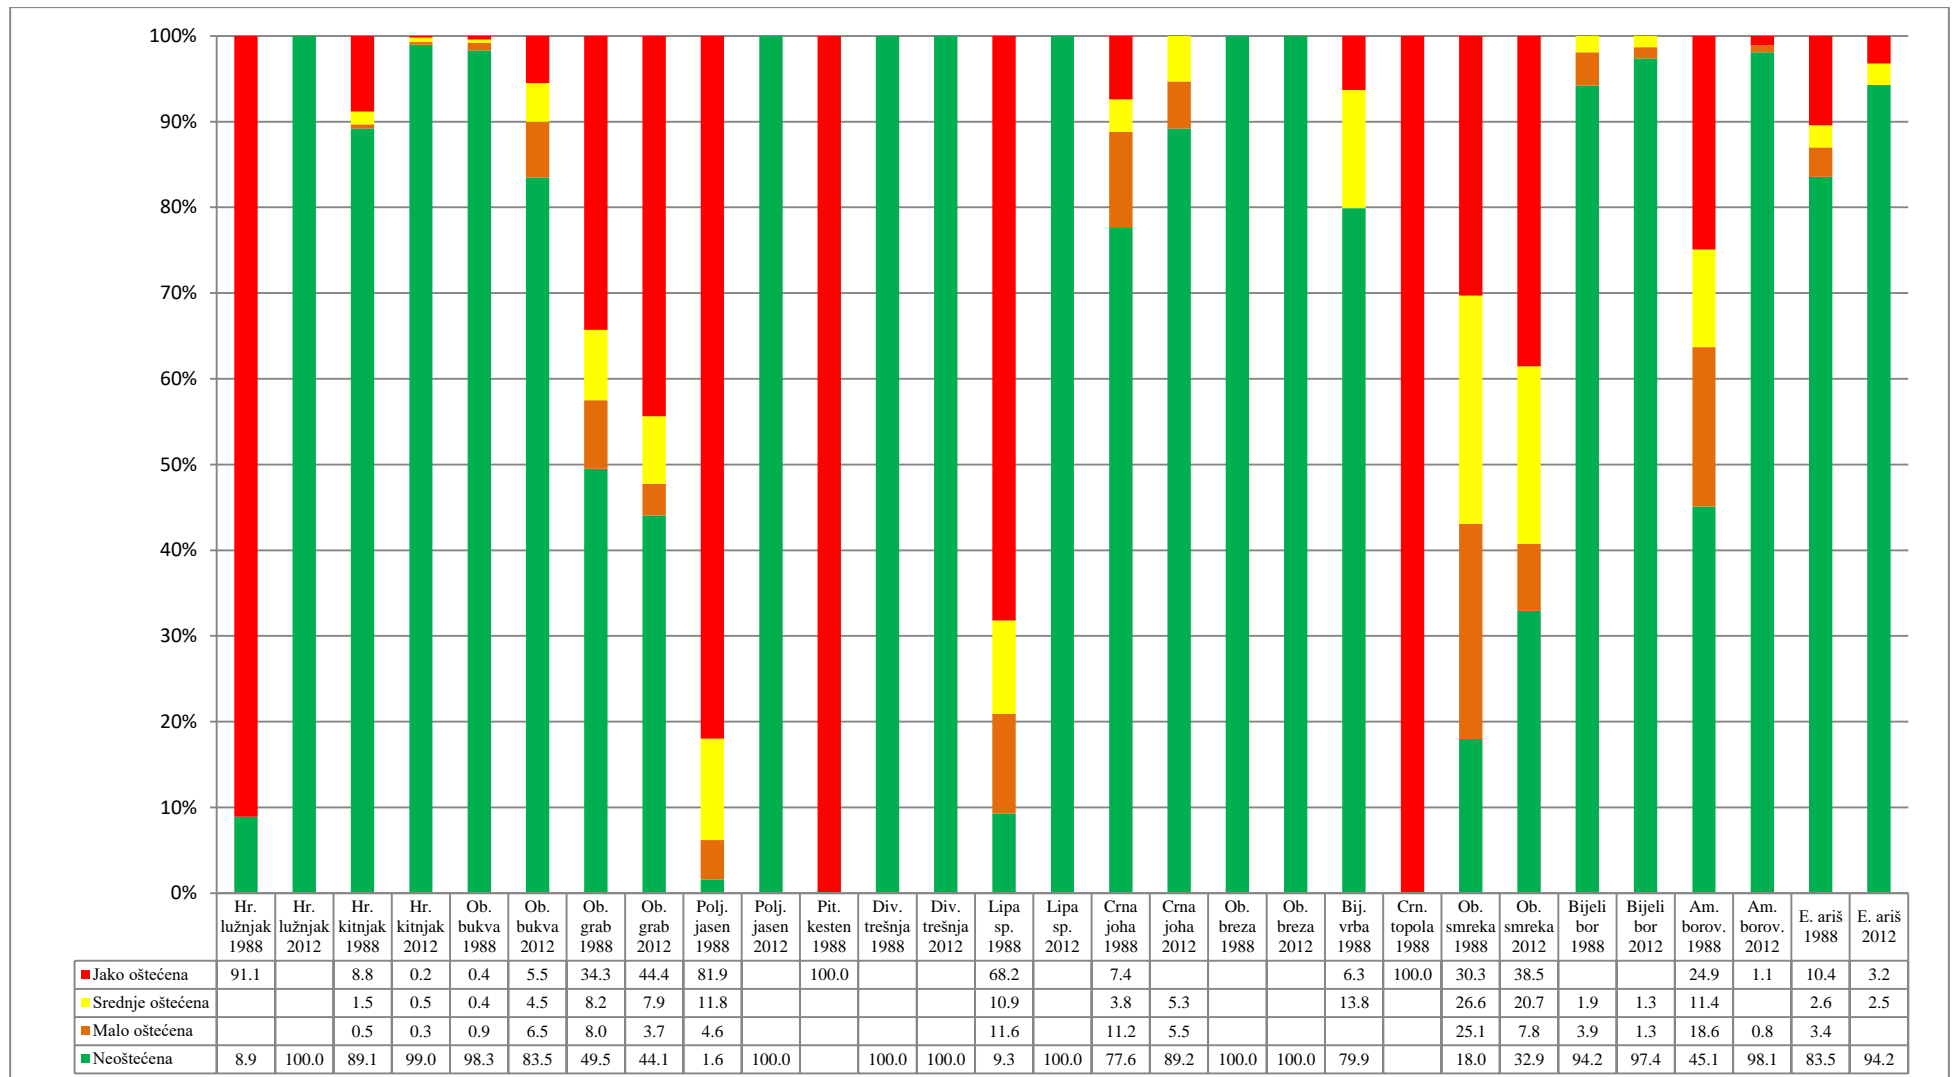 100%
90%
80%
70%
60%
50%
40%
30%
20%
10%
0%
Hr. lužnjak 1988 Hr. lužnjak 2012 Hr. kitnjak 1988 Hr. kitnjak 2012 Ob. bukva 1988 Ob. bukva 2012 Ob. grab 1988 Ob. grab 2012 Polj. jasen 1988 Polj. jasen 2012 Pit. kesten 1988 Div. trešnja 1988 Div. trešnja 2012 Lipa sp. 1988 Lipa sp. 2012 Crna joha 1988 Crna joha 2012 Ob. breza 1988 Ob. breza 2012 Bij. vrba 1988 Crn. topola 1988 Ob. smreka 1988 Ob. smreka 2012 Bijeli bor 1988 Bijeli bor 2012 Am. borov. 1988 Am. borov. 2012 E. ariš 1988 E. ariš 2012
Jako oštećena 91.1 8.8 0.2 0.4 5.5 34.3 44.4 81.9 100.0 68.2 7.4 6.3 100.0 30.3 38.5 24.9 1.1 10.4 3.2
Srednje oštećena 1.5 0.5 0.4 4.5 8.2 7.9 11.8 10.9 3.8 5.3 13.8 26.6 20.7 1.9 1.3 11.4 2.6 2.5
Malo oštećena 0.5 0.3 0.9 6.5 8.0 3.7 4.6 11.6 11.2 5.5 25.1 7.8 3.9 1.3 18.6 0.8 3.4
Neoštećena 8.9 100.0 89.1 99.0 98.3 83.5 49.5 44.1 1.6 100.0 100.0 100.0 9.3 100.0 77.6 89.2 100.0 100.0 79.9 18.0 32.9 94.2 97.4 45.1 98.1 83.5 94.2